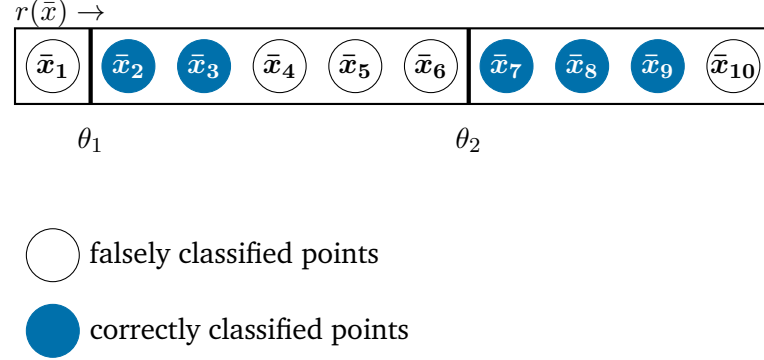 r(x̄) →
x̄₁ x̄₂ x̄₃ x̄₄ x̄₅ x̄₆ x̄₇ x̄₈ x̄₉ x̄₁₀
θ₁ θ₂
falsely classified points
correctly classified points